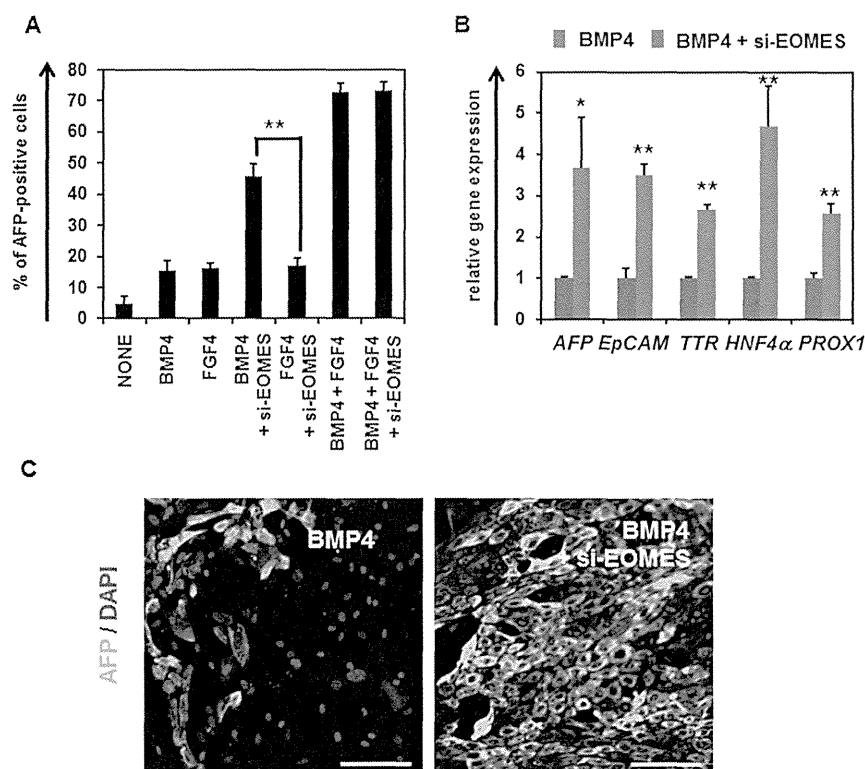 A
% of AFP-positive cells
80
70
60
50
40
30
20
10
0
**
NONE
BMP4
FGF4
BMP4
+ si-EOMES
FGF4
+ si-EOMES
BMP4 + FGF4
BMP4 + FGF4
+ si-EOMES
B
BMP4
BMP4 + si-EOMES
relative gene expression
6
5
4
3
2
1
0
*
**
**
**
**
AFP EpCAM TTR HNF4α PROX1
C
AFP / DAPI
BMP4
BMP4
+ si-EOMES